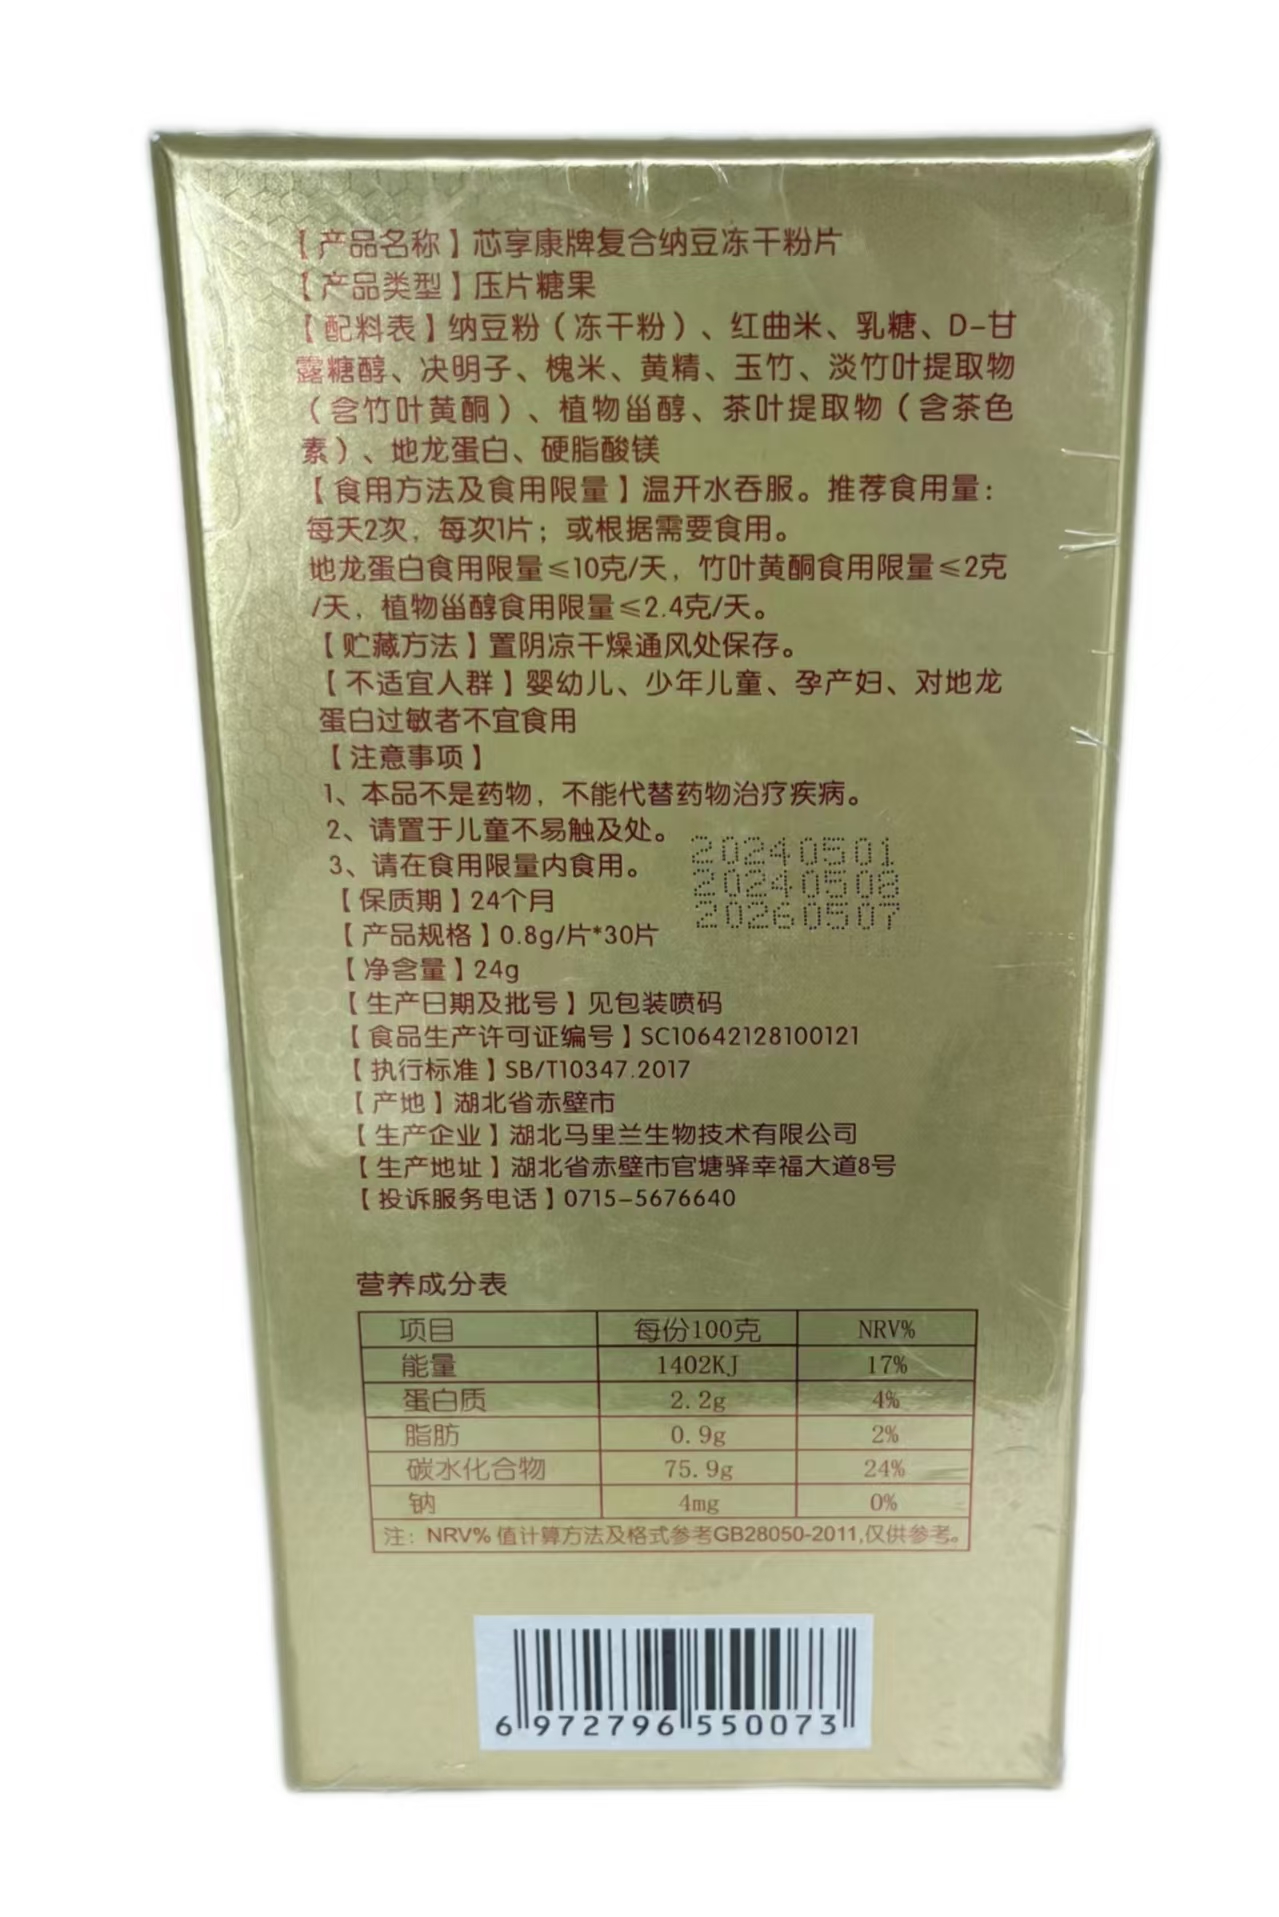 【产品名称】芯享康牌复合纳豆冻干粉片
【产品类型】压片糖果
【配料表】纳豆粉（冻干粉）、红曲米、乳糖、D-甘
露糖醇、决明子、槐米、黄精、玉竹、淡竹叶提取物
（含竹叶黄酮）、植物甾醇、茶叶提取物（含茶色
素）、地龙蛋白、硬脂酸镁
【食用方法及食用限量】温开水吞服。推荐食用量：
每天2次，每次1片；或根据需要食用。
地龙蛋白食用限量≤10克/天，竹叶黄酮食用限量≤2克
/天，植物甾醇食用限量≤2.4克/天。
【贮藏方法】置阴凉干燥通风处保存。
【不适宜人群】婴幼儿、少年儿童、孕产妇、对地龙
蛋白过敏者不宜食用
【注意事项】
1、本品不是药物，不能代替药物治疗疾病。
2、请置于儿童不易触及处。
3、请在食用限量内食用。
20240501
20240508
20260507
【保质期】24个月
【产品规格】0.8g/片*30片
【净含量】24g
【生产日期及批号】见包装喷码
【食品生产许可证编号】SC10642128100121
【执行标准】SB/T10347.2017
【产地】湖北省赤壁市
【生产企业】湖北马里兰生物技术有限公司
【生产地址】湖北省赤壁市官塘驿幸福大道8号
【投诉服务电话】0715-5676640
营养成分表
项目 每份100克 NRV%
能量 1402KJ 17%
蛋白质 2.2g 4%
脂肪 0.9g 2%
碳水化合物 75.9g 24%
钠 4mg 0%
注：NRV% 值计算方法及格式参考GB28050-2011,仅供参考。
6 972796 550073